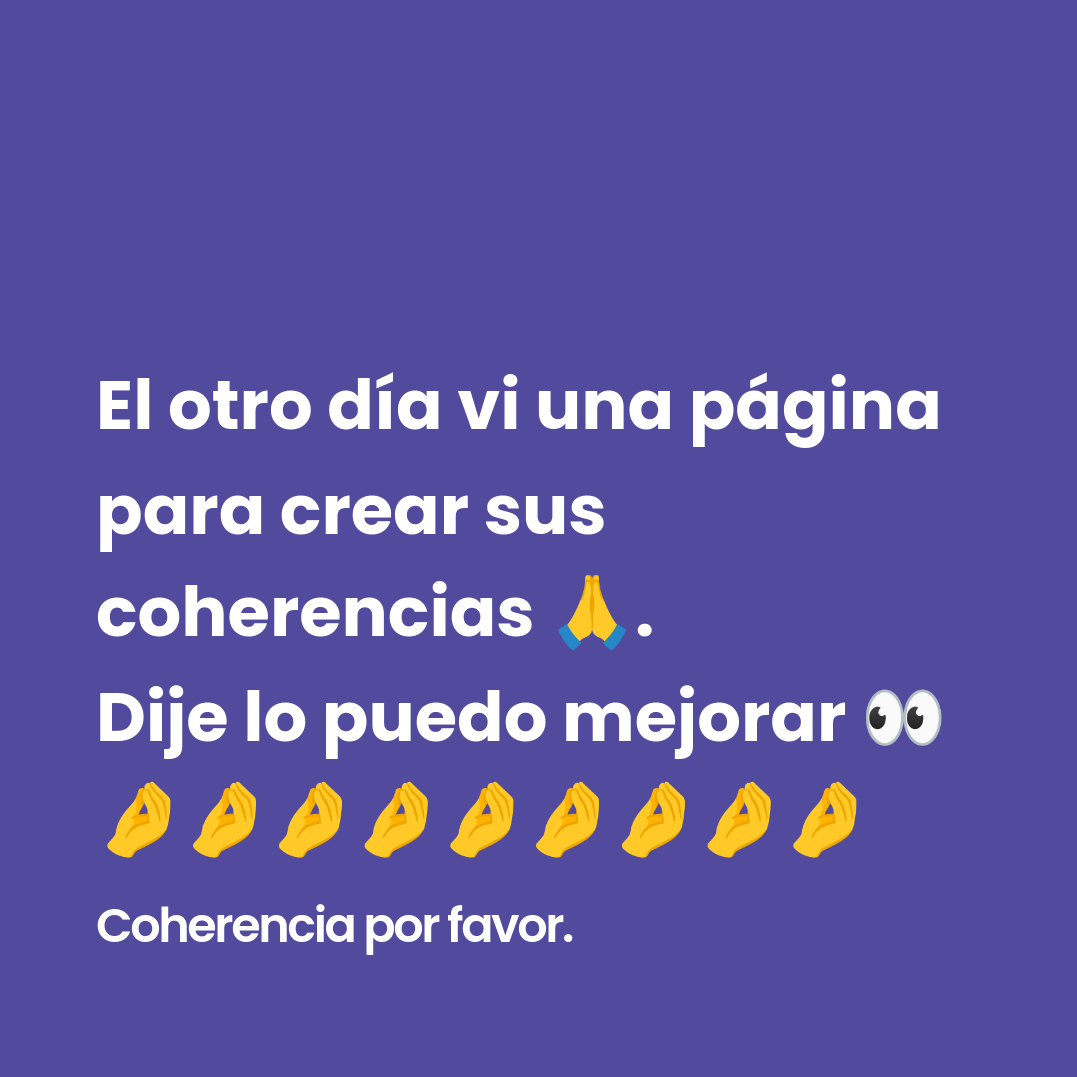 El otro día vi una página
para crear sus
coherencias 🙏.
Dije lo puedo mejorar 👀
🤌🤌🤌🤌🤌🤌🤌🤌🤌
Coherencia por favor.